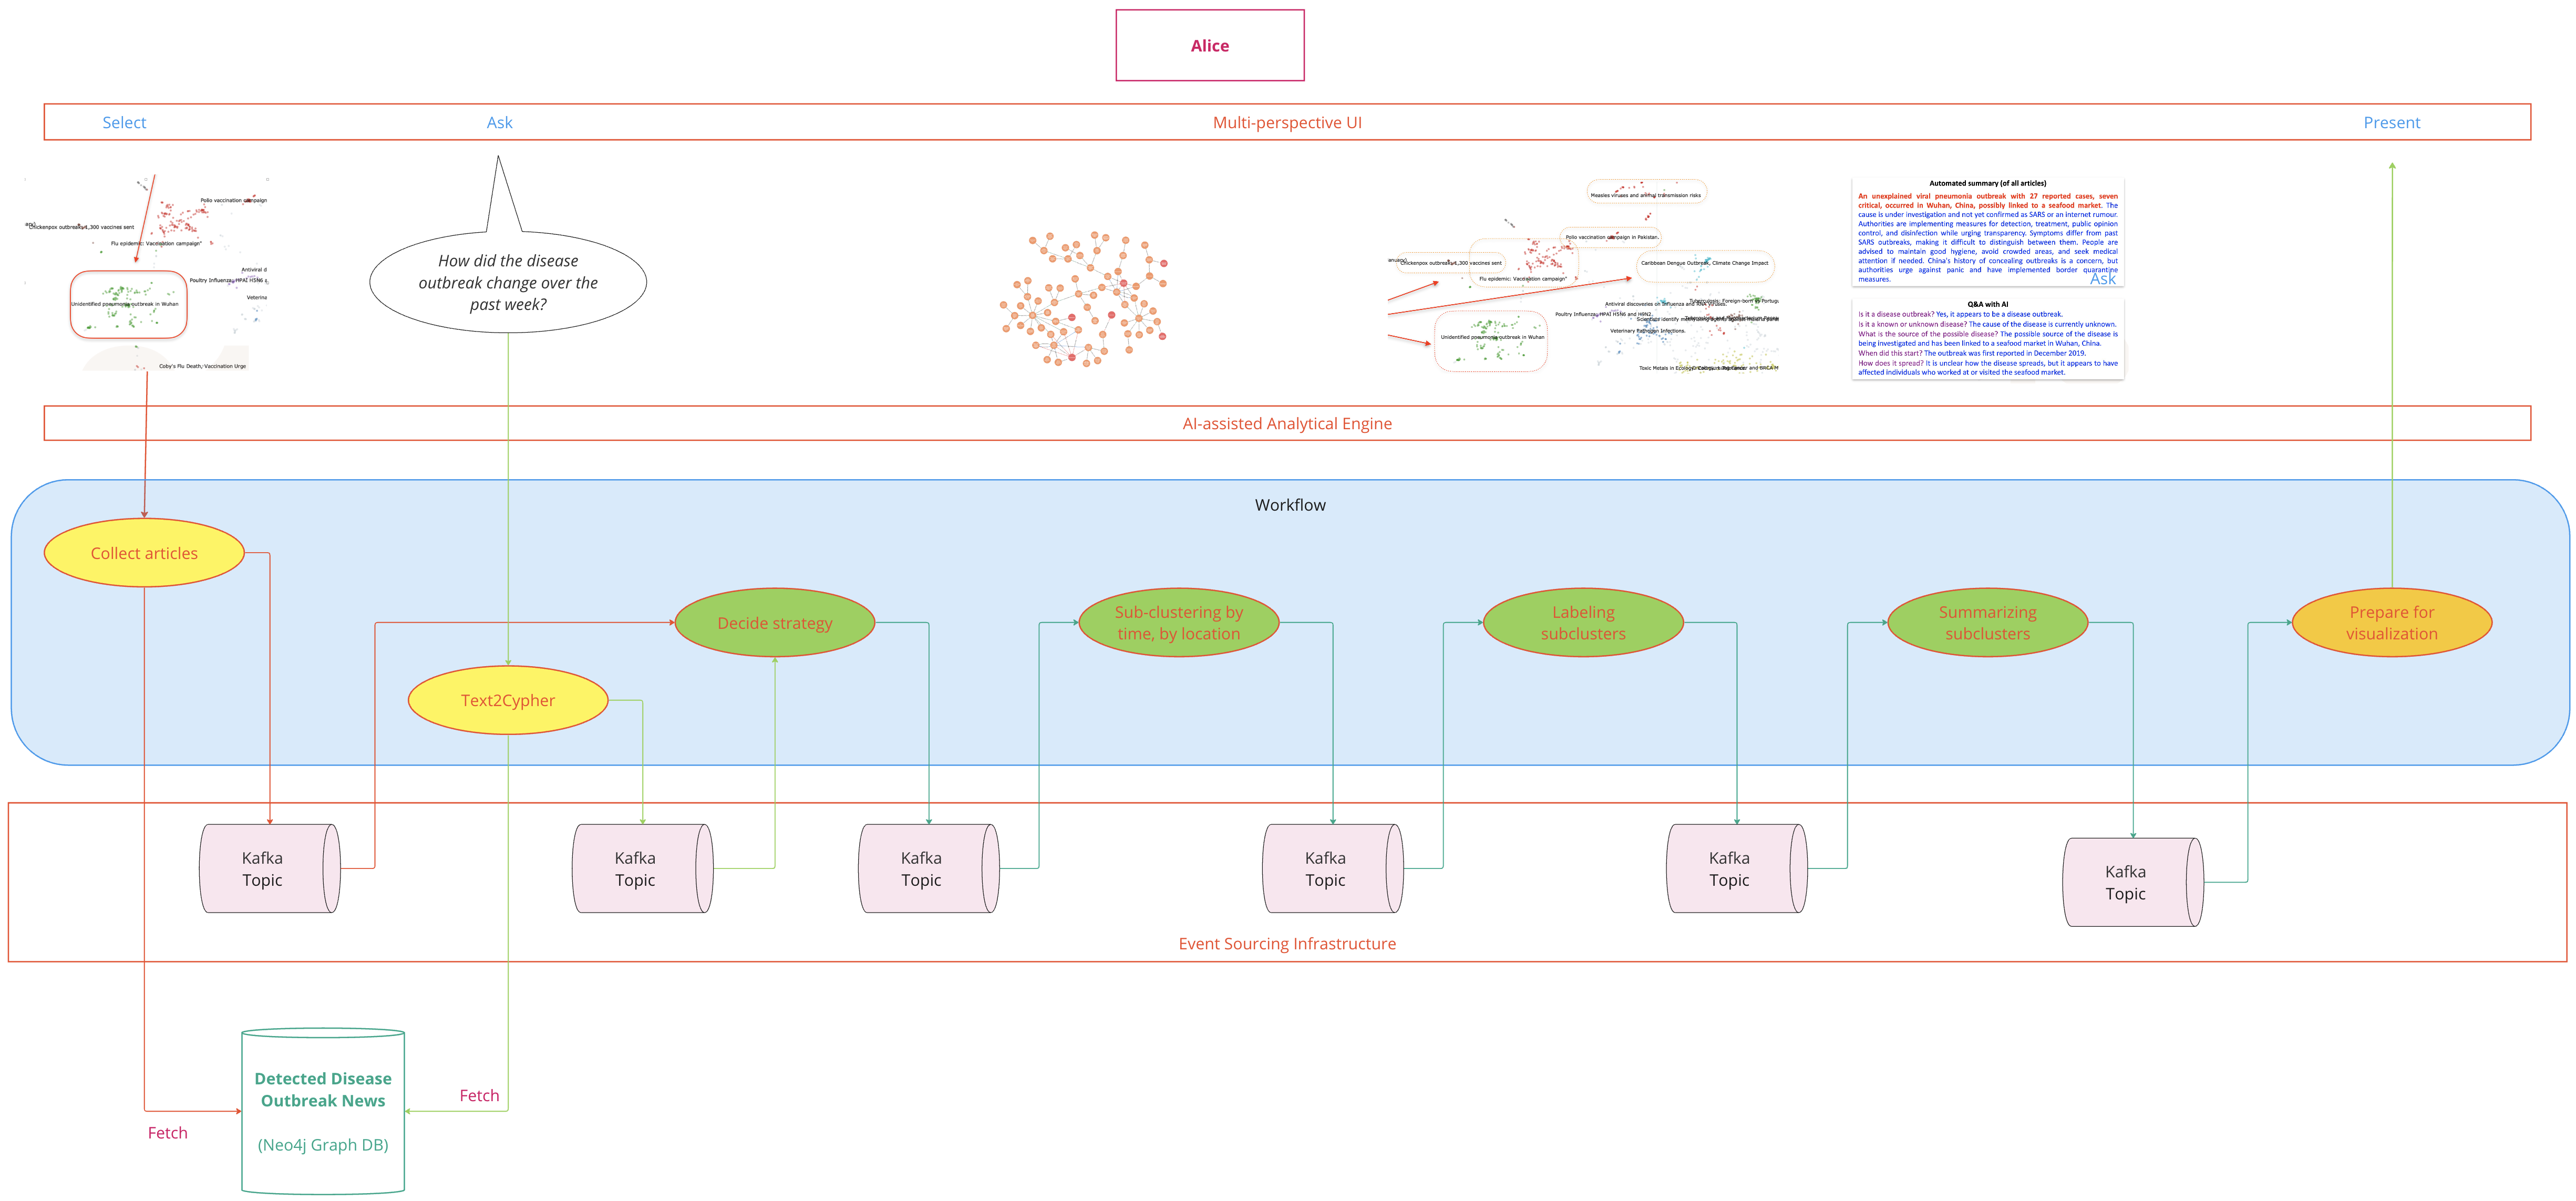 Alice
Select
Ask
Multi-perspective UI
Present
Polio vaccination campaign
Chickenpox outbreak, 1,300 vaccines sent
Flu epidemic: Vaccination campaign"
Antiviral d
Poultry Influenza: HPAI H5N6 a
Veterina
Unidentified pneumonia outbreak in Wuhan
Coby's Flu Death, Vaccination Urge
How did the disease
outbreak change over the
past week?
Measles viruses and animal transmission risks
Polio vaccination campaign in Pakistan.
Chickenpox outbreak, 1,300 vaccines sent
Caribbean Dengue Outbreak, Climate Change Impact
Flu epidemic: Vaccination campaign"
Antiviral discoveries on Influenza and RNA viruses.
Poultry Influenza: HPAI H5N6 and H9N2.
Veterinary Pathogen Infections.
Unidentified pneumonia outbreak in Wuhan
Automated summary (of all articles)
An unexplained viral pneumonia outbreak with 27 reported cases, seven
critical, occurred in Wuhan, China, possibly linked to a seafood market. The
cause is under investigation and not yet confirmed as SARS or an internet rumour.
Authorities are implementing measures for detection, treatment, public opinion
control, and disinfection while urging transparency. Symptoms differ from past
SARS outbreaks, making it difficult to distinguish between them. People are
advised to maintain good hygiene, avoid crowded areas, and seek medical
attention if needed. China's history of concealing outbreaks is a concern, but
authorities urge against panic and have implemented border quarantine
measures.
Ask
Q&A with AI
Is it a disease outbreak? Yes, it appears to be a disease outbreak.
Is it a known or unknown disease? The cause of the disease is currently unknown.
What is the source of the possible disease? The possible source of the disease is
being investigated and has been linked to a seafood market in Wuhan, China.
When did this start? The outbreak was first reported in December 2019.
How does it spread? It is unclear how the disease spreads, but it appears to have
affected individuals who worked at or visited the seafood market.
AI-assisted Analytical Engine
Workflow
Collect articles
Decide strategy
Sub-clustering by
time, by location
Labeling
subclusters
Summarizing
subclusters
Prepare for
visualization
Text2Cypher
Kafka
Topic
Kafka
Topic
Kafka
Topic
Kafka
Topic
Kafka
Topic
Kafka
Topic
Event Sourcing Infrastructure
Detected Disease
Outbreak News
(Neo4j Graph DB)
Fetch
Fetch